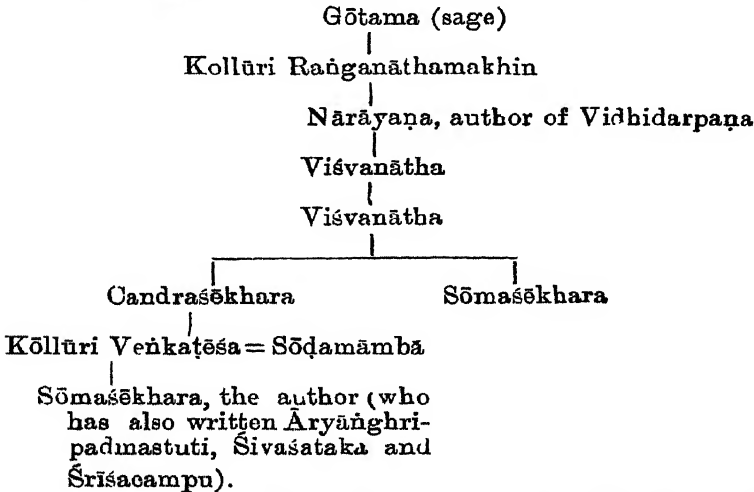 Gōtama (sage)
Kollūri Raṅganāthamakhin
Nārāyaṇa, author of Vidhidarpaṇa
Viśvanātha
Viśvanātha
Candraśēkhara Sōmaśēkhara
Kōllūri Veṅkaṭēśa = Sōḍamāmbā
Sōmaśēkhara, the author (who
has also written Āryāṅghri-
padmastuti, Śivaśataka and
Śrīśacampu).